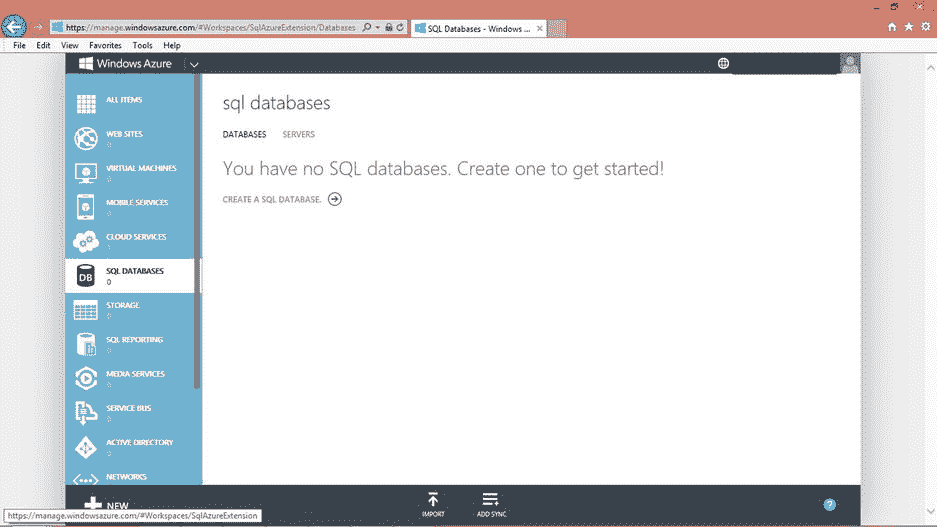 https://manage.windowsazure.com/#Workspaces/SqlAzureExtension/Databases
SQL Databases - Windows ...
File Edit View Favorites Tools Help
Windows Azure
ALL ITEMS
WEB SITES
0
VIRTUAL MACHINES
0
MOBILE SERVICES
0
CLOUD SERVICES
DB
SQL DATABASES
0
STORAGE
0
SQL REPORTING
0
MEDIA SERVICES
0
SERVICE BUS
0
ACTIVE DIRECTORY
0
NETWORKS
sql databases
DATABASES SERVERS
You have no SQL databases. Create one to get started!
CREATE A SQL DATABASE.
NEW
IMPORT
ADD SYNC
?
https://manage.windowsazure.com/#Workspaces/SqlAzureExtension